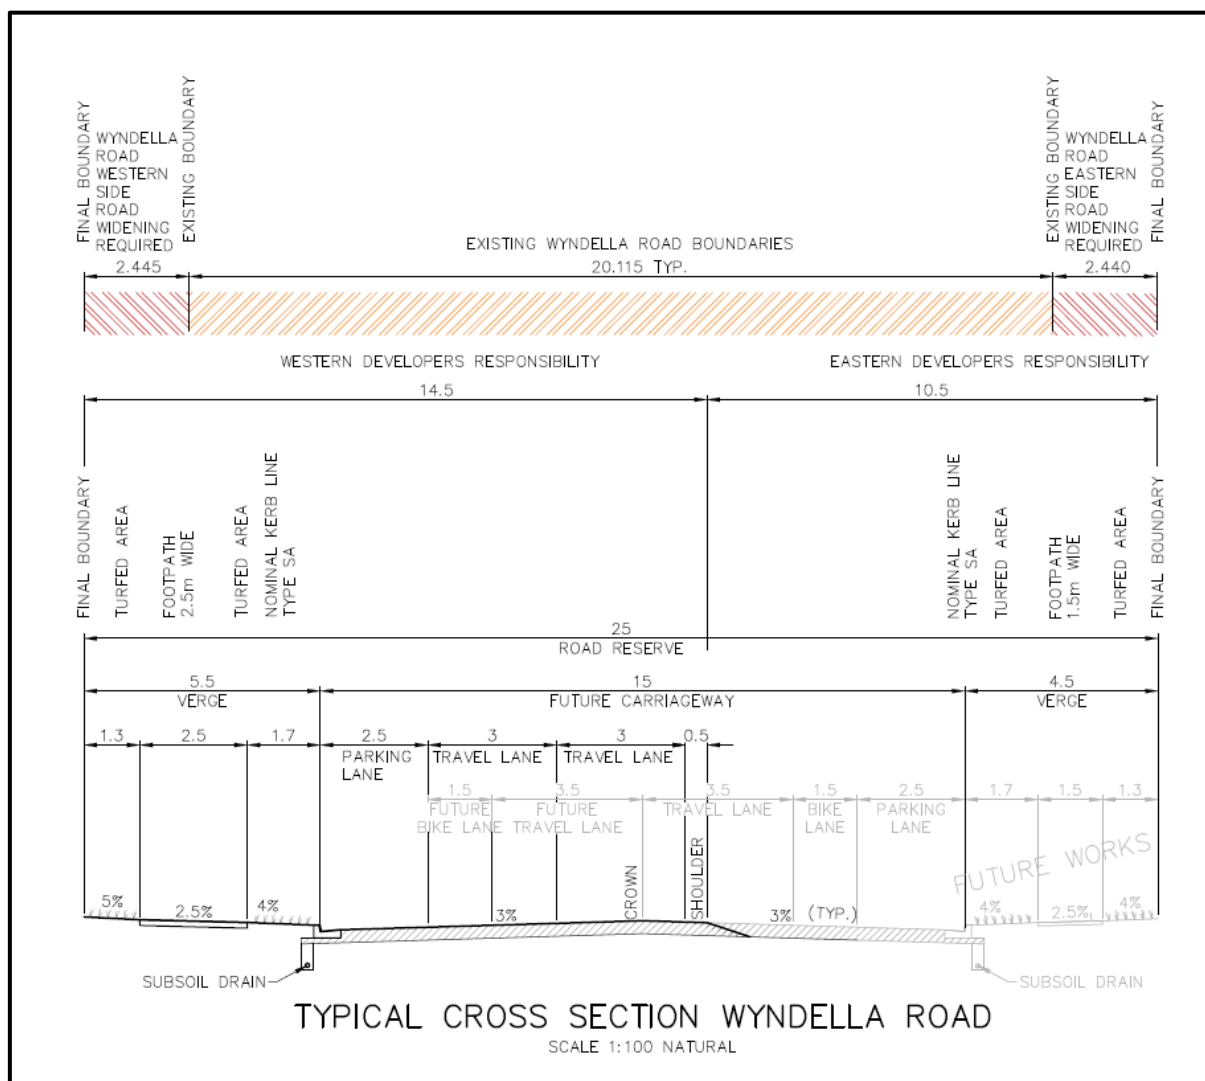 FINAL BOUNDARY
WYNDELLA
ROAD
WESTERN
SIDE
ROAD
WIDENING
REQUIRED
EXISTING BOUNDARY
EXISTING BOUNDARY
WYNDELLA
ROAD
EASTERN
SIDE
ROAD
WIDENING
REQUIRED
FINAL BOUNDARY
EXISTING WYNDELLA ROAD BOUNDARIES
2.445
20.115 TYP.
2.440
WESTERN DEVELOPERS RESPONSIBILITY
EASTERN DEVELOPERS RESPONSIBILITY
14.5
10.5
FINAL BOUNDARY
TURFED AREA
FOOTPATH
2.5m WIDE
TURFED AREA
NOMINAL KERB LINE
TYPE SA
NOMINAL KERB LINE
TYPE SA
TURFED AREA
FOOTPATH
1.5m WIDE
TURFED AREA
FINAL BOUNDARY
25
ROAD RESERVE
5.5
VERGE
15
FUTURE CARRIAGEWAY
4.5
VERGE
1.3
2.5
1.7
2.5
PARKING
LANE
3
TRAVEL LANE
3
TRAVEL LANE
0.5
1.5
FUTURE
BIKE LANE
3.5
FUTURE
TRAVEL LANE
3.5
TRAVEL LANE
1.5
BIKE
LANE
2.5
PARKING
LANE
1.7
1.5
1.3
CROWN
SHOULDER
FUTURE WORKS
5%
2.5%
4%
3%
3%
(TYP.)
4%
2.5%
4%
SUBSOIL DRAIN
SUBSOIL DRAIN
TYPICAL CROSS SECTION WYNDELLA ROAD
SCALE 1:100 NATURAL